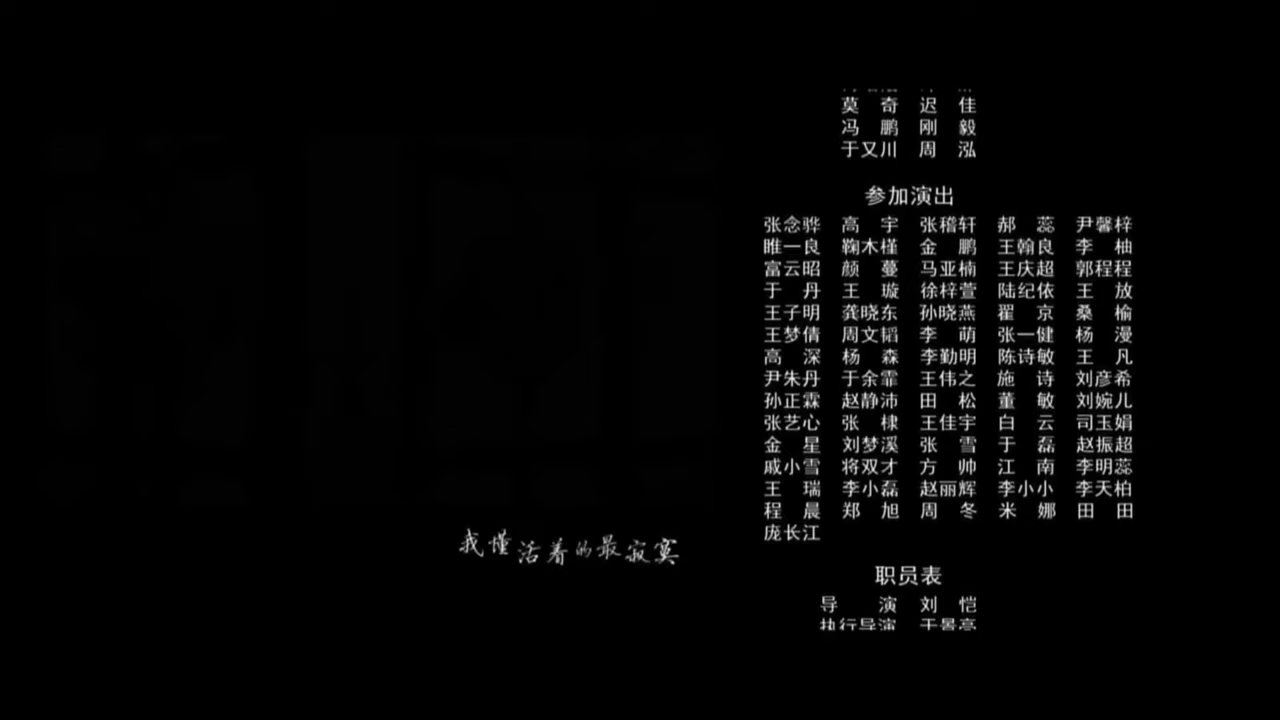 莫奇 迟佳
冯鹏 刚毅
于又川 周泓
参加演出
张念骅 高宇 张稽轩 郝蕊 尹馨梓
睢一良 鞠木槿 金鹏 王翰良 李柚
富云昭 颜蔓 马亚楠 王庆超 郭程程
于丹 王璇 徐梓萱 陆纪依 王放
王子明 龚晓东 孙晓燕 翟京 桑榆
王梦倩 周文韬 李萌 张一健 杨漫
高深 杨森 李勤明 陈诗敏 王凡
尹朱丹 于余霏 王伟之 施诗 刘彦希
孙正霖 赵静沛 田松 董敏 刘婉儿
张艺心 张棣 王佳宇 白云 司玉娟
金星 刘梦溪 张雪 于磊 赵振超
戚小雪 将双才 方帅 江南 李明蕊
王瑞 李小磊 赵丽辉 李小小 李天柏
程晨 郑旭 周冬 米娜 田田
庞长江
我懂活着的最寂寞
职员表
导演 刘恺
执行导演 于景亮